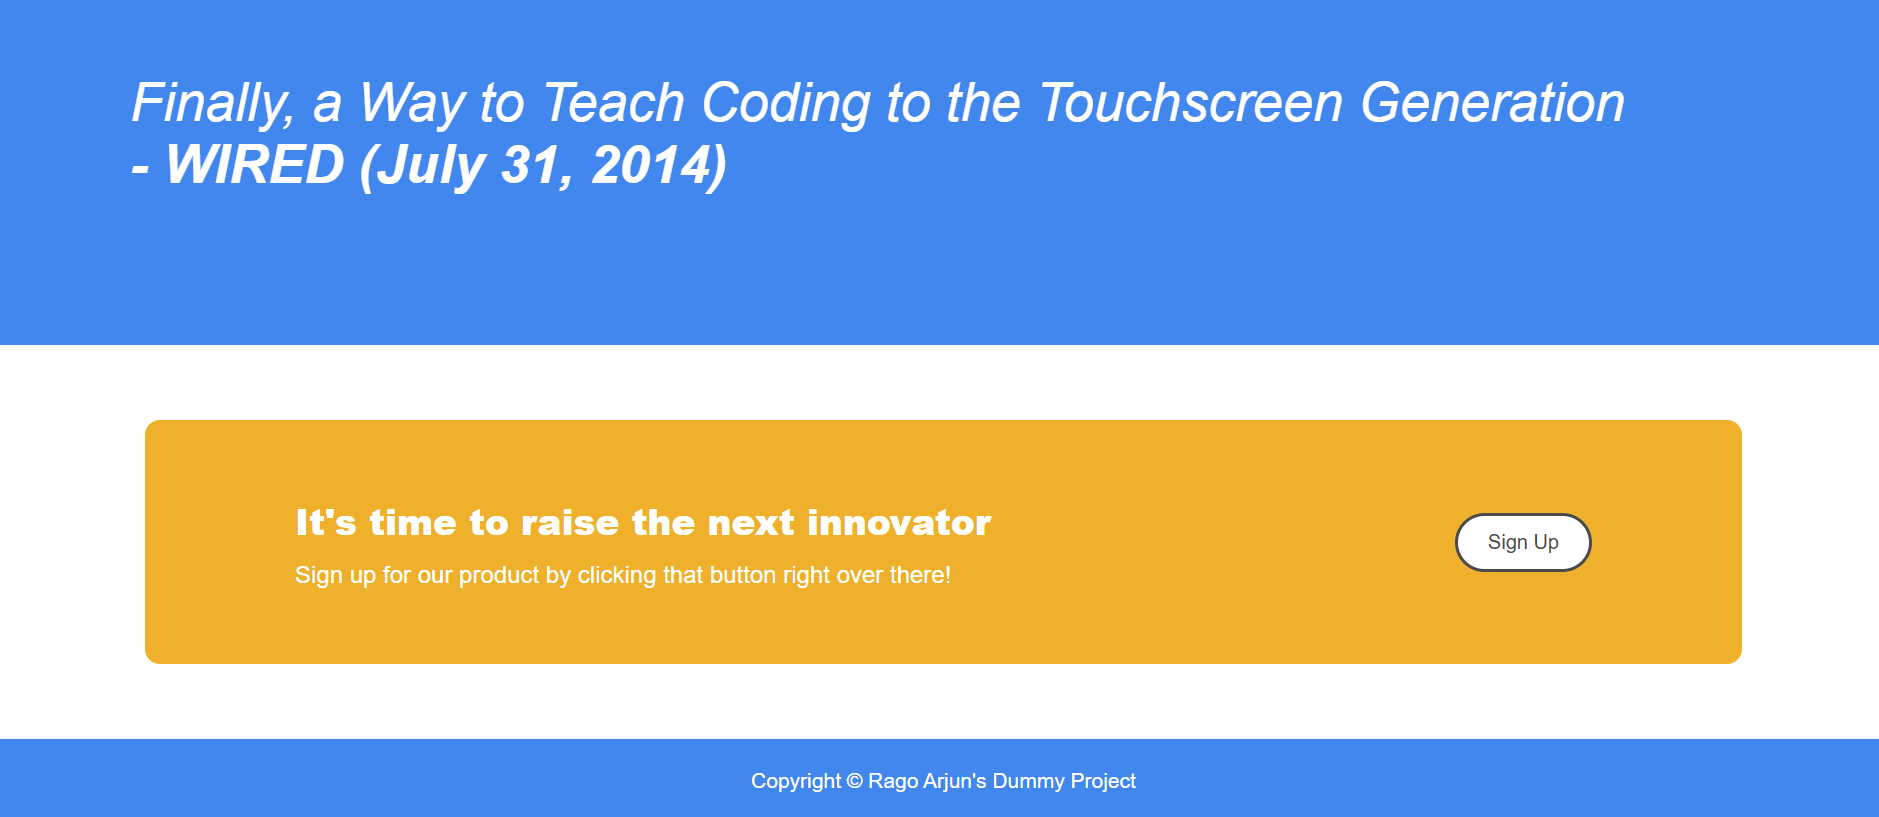 Finally, a Way to Teach Coding to the Touchscreen Generation
- WIRED (July 31, 2014)
It's time to raise the next innovator
Sign up for our product by clicking that button right over there!
Sign Up
Copyright © Rago Arjun's Dummy Project